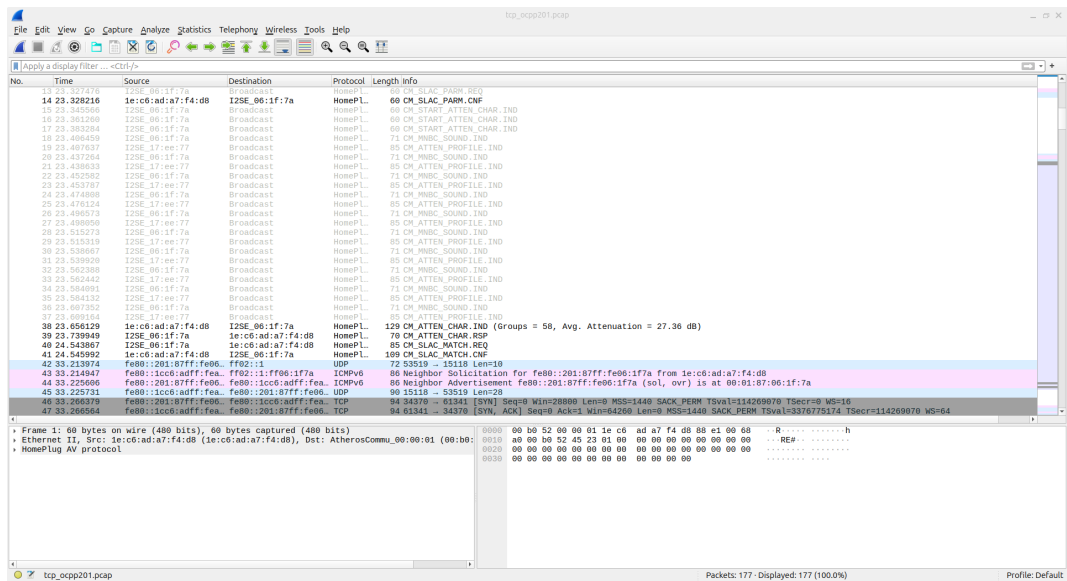 tcp_ocpp201.pcap
File Edit View Go Capture Analyze Statistics Telephony Wireless Tools Help
Apply a display filter ... <Ctrl-/>
No. Time Source Destination Protocol Length Info
13 23.327476 I2SE_06:1f:7a Broadcast HomePl… 60 CM_SLAC_PARM.REQ
14 23.328216 1e:c6:ad:a7:f4:d8 I2SE_06:1f:7a HomePl… 60 CM_SLAC_PARM.CNF
15 23.345566 I2SE_06:1f:7a Broadcast HomePl… 60 CM_START_ATTEN_CHAR.IND
16 23.361260 I2SE_06:1f:7a Broadcast HomePl… 60 CM_START_ATTEN_CHAR.IND
17 23.383284 I2SE_06:1f:7a Broadcast HomePl… 60 CM_START_ATTEN_CHAR.IND
18 23.406459 I2SE_06:1f:7a Broadcast HomePl… 71 CM_MNBC_SOUND.IND
19 23.407637 I2SE_17:ee:77 Broadcast HomePl… 85 CM_ATTEN_PROFILE.IND
20 23.437264 I2SE_06:1f:7a Broadcast HomePl… 71 CM_MNBC_SOUND.IND
21 23.438633 I2SE_17:ee:77 Broadcast HomePl… 85 CM_ATTEN_PROFILE.IND
22 23.452582 I2SE_06:1f:7a Broadcast HomePl… 71 CM_MNBC_SOUND.IND
23 23.453787 I2SE_17:ee:77 Broadcast HomePl… 85 CM_ATTEN_PROFILE.IND
24 23.474808 I2SE_06:1f:7a Broadcast HomePl… 71 CM_MNBC_SOUND.IND
25 23.476124 I2SE_17:ee:77 Broadcast HomePl… 85 CM_ATTEN_PROFILE.IND
26 23.496573 I2SE_06:1f:7a Broadcast HomePl… 71 CM_MNBC_SOUND.IND
27 23.498050 I2SE_17:ee:77 Broadcast HomePl… 85 CM_ATTEN_PROFILE.IND
28 23.515273 I2SE_06:1f:7a Broadcast HomePl… 71 CM_MNBC_SOUND.IND
29 23.515319 I2SE_17:ee:77 Broadcast HomePl… 85 CM_ATTEN_PROFILE.IND
30 23.538667 I2SE_06:1f:7a Broadcast HomePl… 71 CM_MNBC_SOUND.IND
31 23.539920 I2SE_17:ee:77 Broadcast HomePl… 85 CM_ATTEN_PROFILE.IND
32 23.562388 I2SE_06:1f:7a Broadcast HomePl… 71 CM_MNBC_SOUND.IND
33 23.562442 I2SE_17:ee:77 Broadcast HomePl… 85 CM_ATTEN_PROFILE.IND
34 23.584091 I2SE_06:1f:7a Broadcast HomePl… 71 CM_MNBC_SOUND.IND
35 23.584132 I2SE_17:ee:77 Broadcast HomePl… 85 CM_ATTEN_PROFILE.IND
36 23.607352 I2SE_06:1f:7a Broadcast HomePl… 71 CM_MNBC_SOUND.IND
37 23.609164 I2SE_17:ee:77 Broadcast HomePl… 85 CM_ATTEN_PROFILE.IND
38 23.656129 1e:c6:ad:a7:f4:d8 I2SE_06:1f:7a HomePl… 129 CM_ATTEN_CHAR.IND (Groups = 58, Avg. Attenuation = 27.36 dB)
39 23.739949 I2SE_06:1f:7a 1e:c6:ad:a7:f4:d8 HomePl… 70 CM_ATTEN_CHAR.RSP
40 24.543867 I2SE_06:1f:7a 1e:c6:ad:a7:f4:d8 HomePl… 85 CM_SLAC_MATCH.REQ
41 24.545992 1e:c6:ad:a7:f4:d8 I2SE_06:1f:7a HomePl… 109 CM_SLAC_MATCH.CNF
42 33.213974 fe80::201:87ff:fe06… ff02::1 UDP 72 53519 → 15118 Len=10
43 33.214947 fe80::1cc6:adff:fea… ff02::1:ff06:1f7a ICMPv6 86 Neighbor Solicitation for fe80::201:87ff:fe06:1f7a from 1e:c6:ad:a7:f4:d8
44 33.225606 fe80::201:87ff:fe06… fe80::1cc6:adff:fea… ICMPv6 86 Neighbor Advertisement fe80::201:87ff:fe06:1f7a (sol, ovr) is at 00:01:87:06:1f:7a
45 33.225731 fe80::1cc6:adff:fea… fe80::201:87ff:fe06… UDP 90 15118 → 53519 Len=28
46 33.266379 fe80::201:87ff:fe06… fe80::1cc6:adff:fea… TCP 94 34370 → 61341 [SYN] Seq=0 Win=28800 Len=0 MSS=1440 SACK_PERM TSval=114269070 TSecr=0 WS=16
47 33.266564 fe80::1cc6:adff:fea… fe80::201:87ff:fe06… TCP 94 61341 → 34370 [SYN, ACK] Seq=0 Ack=1 Win=64260 Len=0 MSS=1440 SACK_PERM TSval=3376775174 TSecr=114269070 WS=64
Frame 1: 60 bytes on wire (480 bits), 60 bytes captured (480 bits)
Ethernet II, Src: 1e:c6:ad:a7:f4:d8 (1e:c6:ad:a7:f4:d8), Dst: AtherosCommu_00:00:01 (00:b0:
HomePlug AV protocol
0000 00 b0 52 00 00 01 1e c6 ad a7 f4 d8 88 e1 00 68 ··R····· ·······h
0010 a0 00 b0 52 45 23 01 00 00 00 00 00 00 00 00 00 ···RE#·· ········
0020 00 00 00 00 00 00 00 00 00 00 00 00 00 00 00 00 ········ ········
0030 00 00 00 00 00 00 00 00 00 00 00 00 ········ ····
tcp_ocpp201.pcap
Packets: 177 · Displayed: 177 (100.0%)
Profile: Default